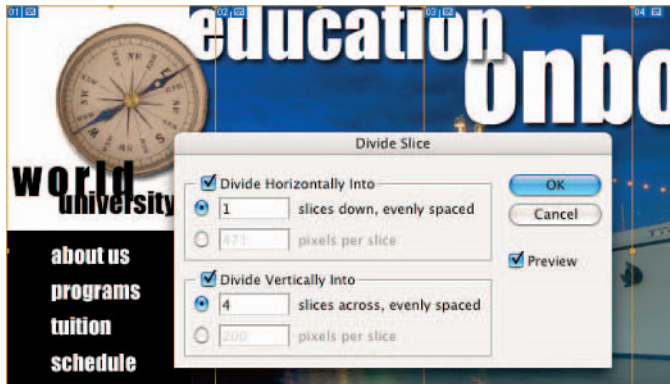 01
02
03
04
education
onbo
world
university
about us
programs
tuition
schedule
Divide Slice
Divide Horizontally Into
1 slices down, evenly spaced
471 pixels per slice
Divide Vertically Into
4 slices across, evenly spaced
200 pixels per slice
OK
Cancel
Preview